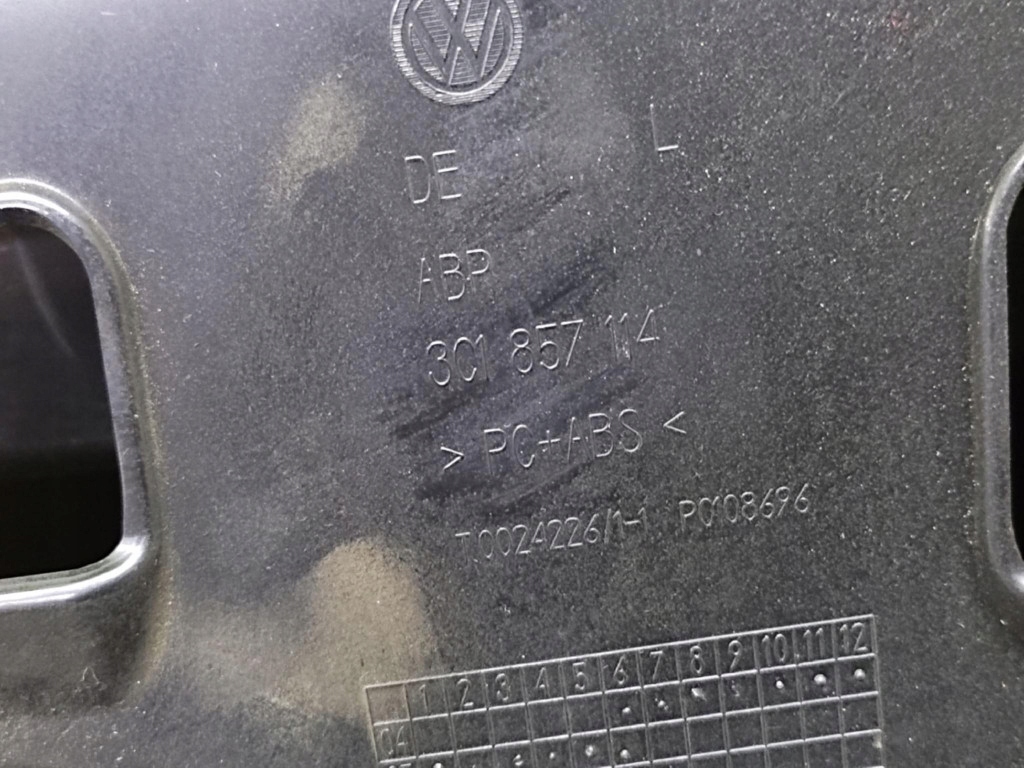 DE L
ABP
3C1 857 114
> PC+ABS <
T0024226/1-1 P0108696
1 2 3 4 5 6 7 8 9 10 11 12
04